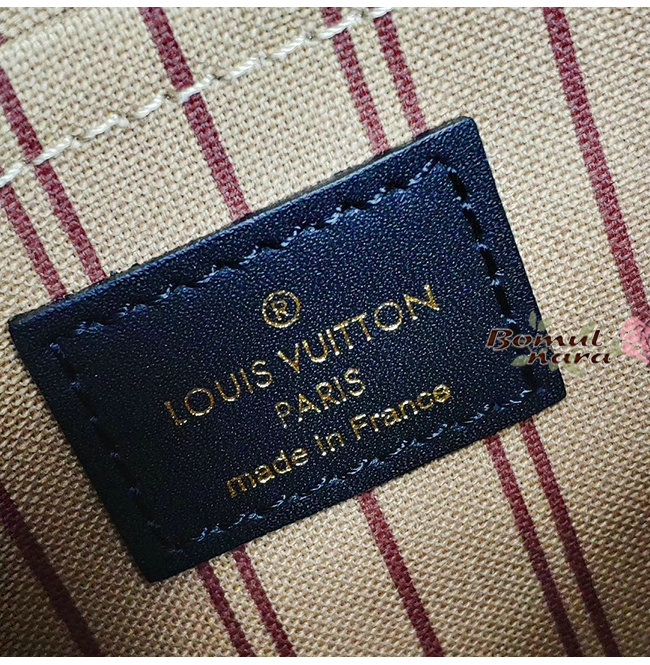 ®
LOUIS VUITTON
PARIS
made in France
Bomul
nara